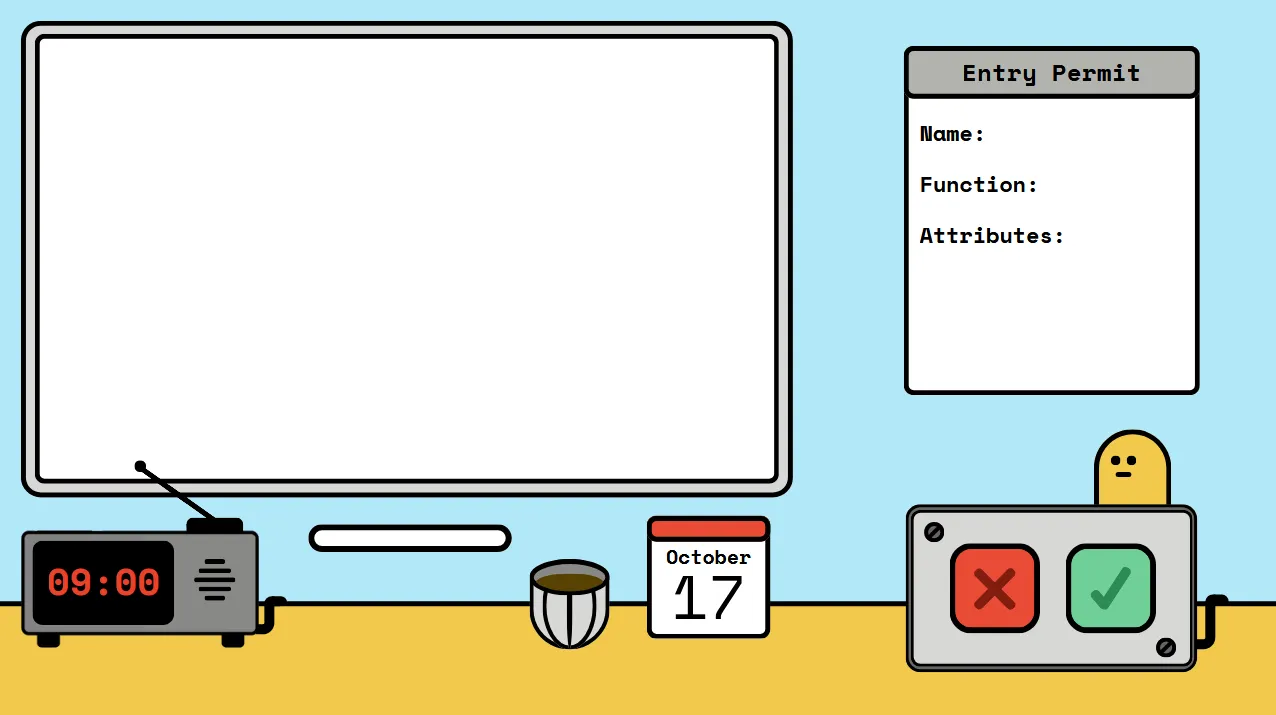 Entry Permit
Name:
Function:
Attributes:
09:00
October
17